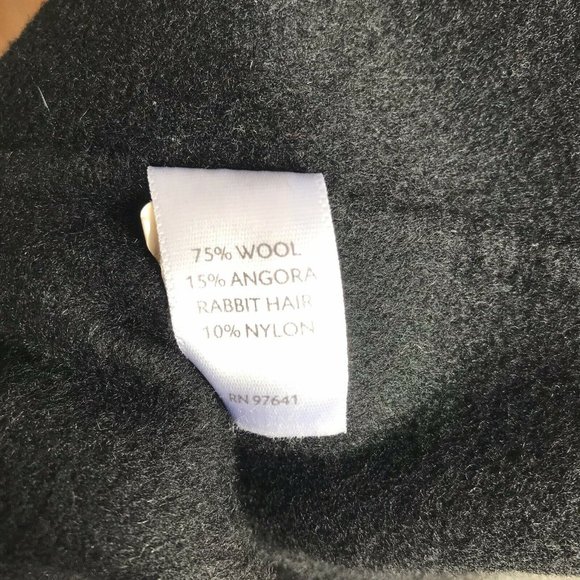 75% WOOL
15% ANGORA
RABBIT HAIR
10% NYLON
RN 97641